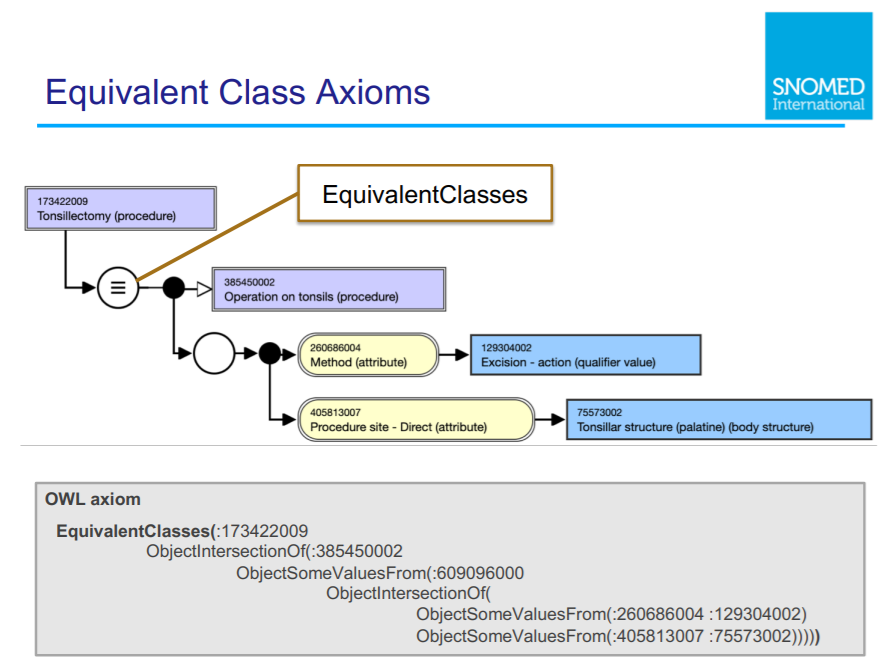 SNOMED
International
Equivalent Class Axioms
EquivalentClasses
173422009
Tonsillectomy (procedure)
≡
385450002
Operation on tonsils (procedure)
260686004
Method (attribute)
129304002
Excision - action (qualifier value)
405813007
Procedure site - Direct (attribute)
75573002
Tonsillar structure (palatine) (body structure)
OWL axiom
EquivalentClasses(:173422009
ObjectIntersectionOf(:385450002
ObjectSomeValuesFrom(:609096000
ObjectIntersectionOf(
ObjectSomeValuesFrom(:260686004 :129304002)
ObjectSomeValuesFrom(:405813007 :75573002)))))